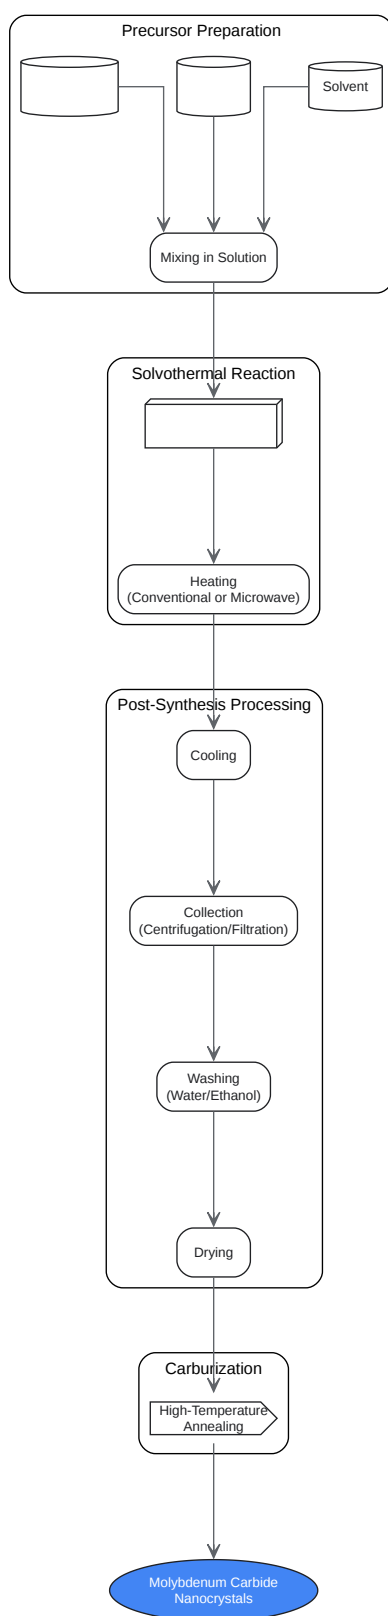 Precursor Preparation
Solvent
Mixing in Solution
Solvothermal Reaction
Heating
(Conventional or Microwave)
Post-Synthesis Processing
Cooling
Collection
(Centrifugation/Filtration)
Washing
(Water/Ethanol)
Drying
Carburization
High-Temperature
Annealing
Molybdenum Carbide
Nanocrystals